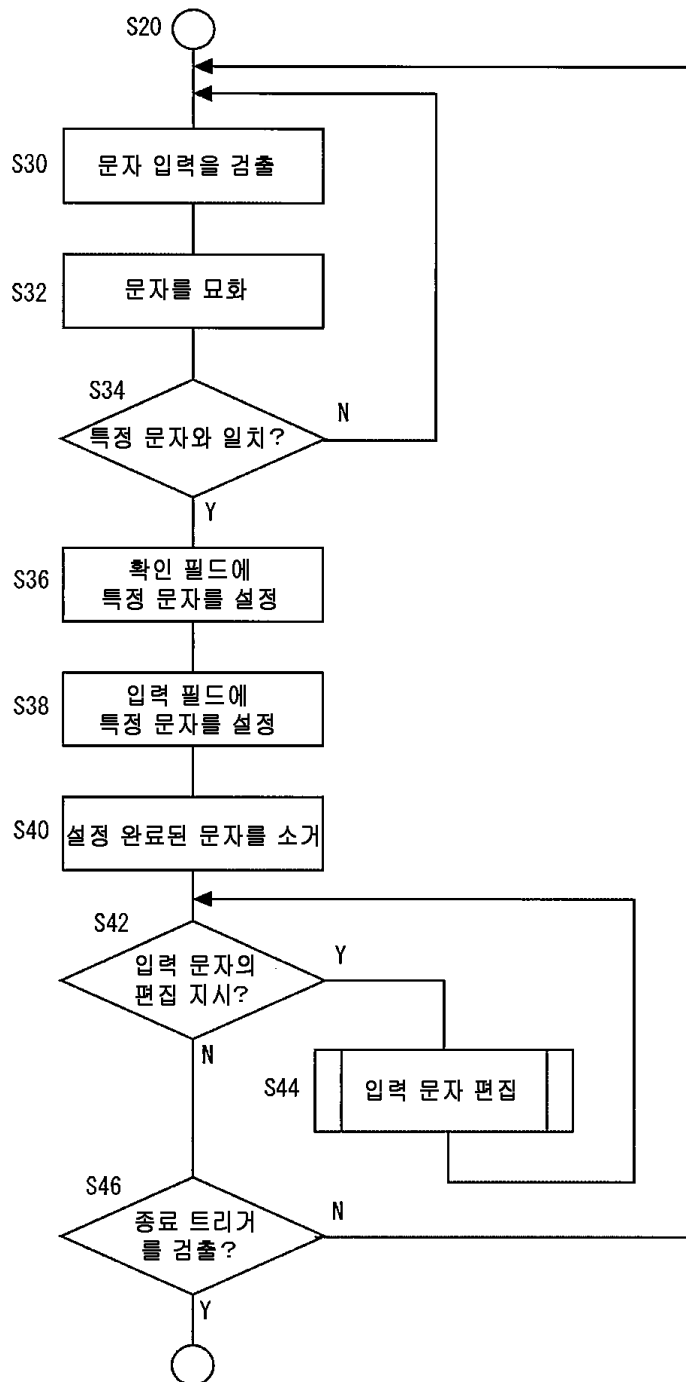 S20
S30
문자 입력을 검출
S32
문자를 묘화
S34
특정 문자와 일치?
N
Y
S36
확인 필드에
특정 문자를 설정
S38
입력 필드에
특정 문자를 설정
S40
설정 완료된 문자를 소거
S42
입력 문자의
편집 지시?
Y
N
S44
입력 문자 편집
S46
종료 트리거
를 검출?
N
Y